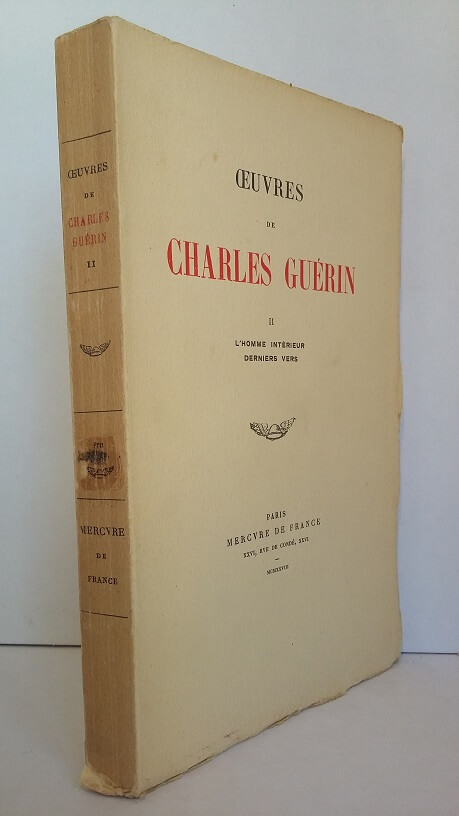 ŒUVRES
DE
CHARLES
GUÉRIN
II
MERCVRE
DE
FRANCE
ŒUVRES
DE
CHARLES GUÉRIN
II
L'HOMME INTÉRIEUR
DERNIERS VERS
PARIS
MERCVRE DE FRANCE
XXVI, RVE DE CONDÉ, XXVI
MCMXXVIII